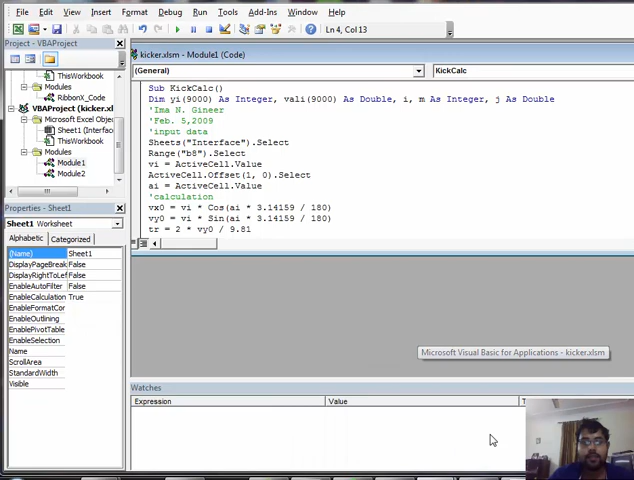 File Edit View Insert Format Debug Run Tools Add-Ins Window Help
Ln 4, Col 13
Project - VBAProject
ThisWorkbook
Modules
RibbonX_Code
VBAProject (kicker.xl
Microsoft Excel Objec
Sheet1 (Interfac
ThisWorkbook
Modules
Module1
Module2
Properties - Sheet1
Sheet1 Worksheet
Alphabetic Categorized
(Name) Sheet1
DisplayPageBreak False
DisplayRightToLef False
EnableAutoFilter False
EnableCalculation True
EnableFormatCor
EnableOutlining
EnablePivotTable
EnableSelection
Name
ScrollArea
StandardWidth
Visible
kicker.xlsm - Module1 (Code)
(General) KickCalc
Sub KickCalc()
Dim yi(9000) As Integer, vali(9000) As Double, i, m As Integer, j As Double
'Ima N. Gineer
'Feb. 5,2009
'input data
Sheets("Interface").Select
Range("b8").Select
vi = ActiveCell.Value
ActiveCell.Offset(1, 0).Select
ai = ActiveCell.Value
'calculation
vx0 = vi * Cos(ai * 3.14159 / 180)
vy0 = vi * Sin(ai * 3.14159 / 180)
tr = 2 * vy0 / 9.81
Microsoft Visual Basic for Applications - kicker.xlsm
Watches
Expression Value T